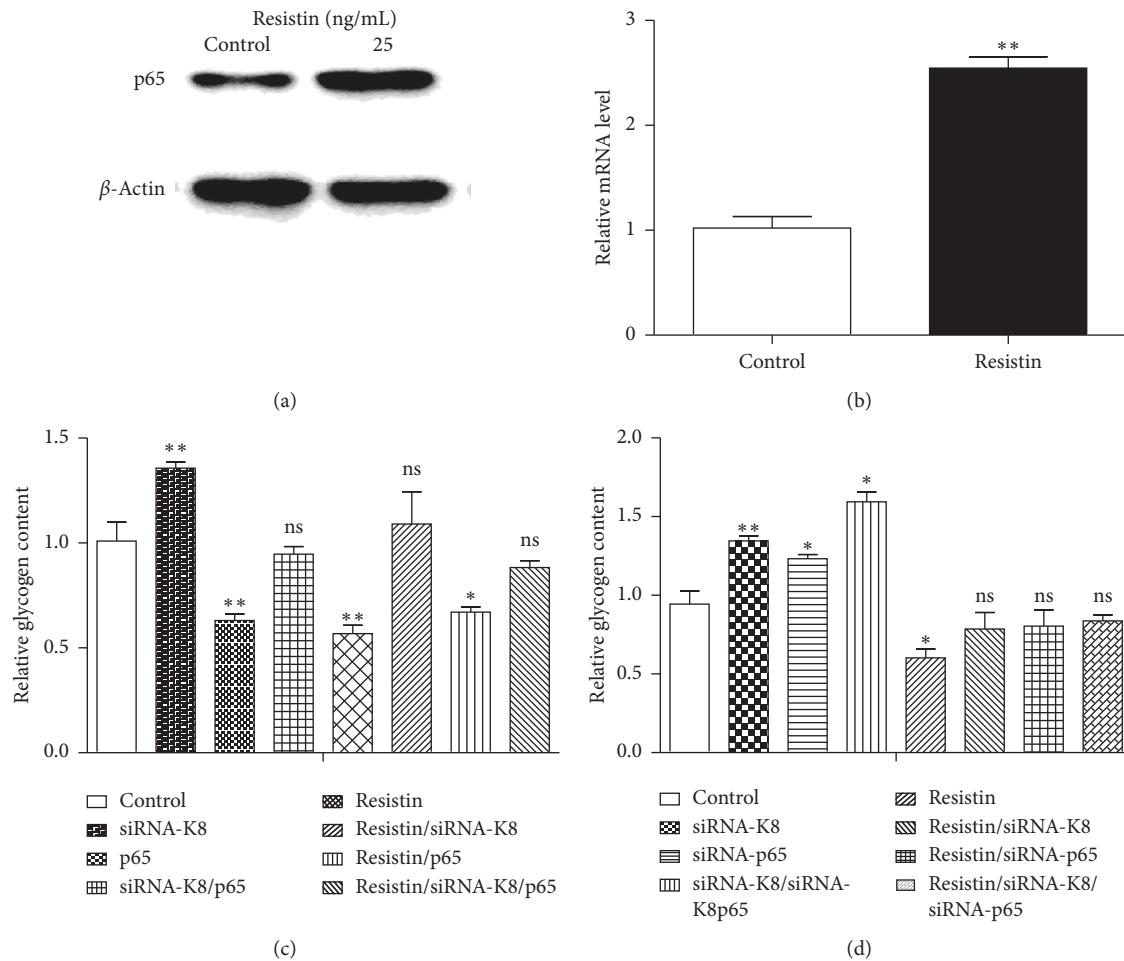 Resistin (ng/mL)
Control 25
p65
β-Actin
(a)
Relative mRNA level
3
2
1
0
**
Control Resistin
(b)
Relative glycogen content
1.5
1.0
0.5
0.0
**
**
ns
**
ns
*
ns
Control
siRNA-K8
p65
siRNA-K8/p65
Resistin
Resistin/siRNA-K8
Resistin/p65
Resistin/siRNA-K8/p65
(c)
Relative glycogen content
2.0
1.5
1.0
0.5
0.0
**
*
*
*
ns
ns
ns
Control
siRNA-K8
siRNA-p65
siRNA-K8/siRNA-
K8p65
Resistin
Resistin/siRNA-K8
Resistin/siRNA-p65
Resistin/siRNA-K8/
siRNA-p65
(d)